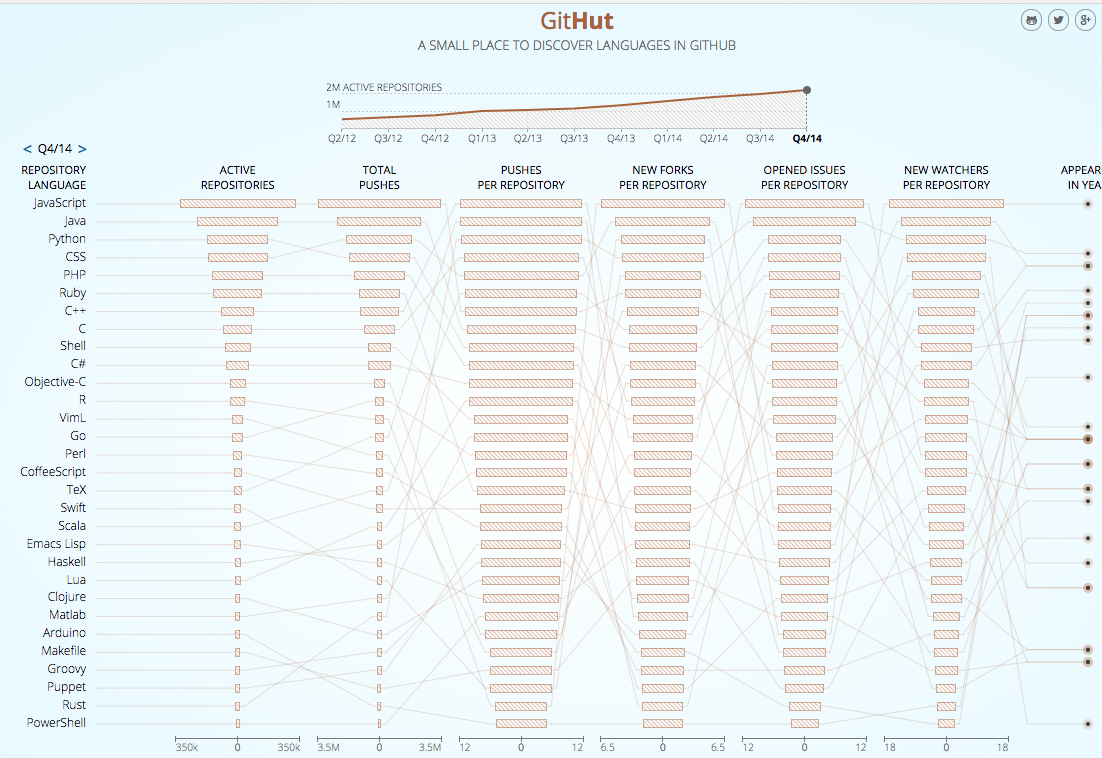 GitHut
A SMALL PLACE TO DISCOVER LANGUAGES IN GITHUB
2M ACTIVE REPOSITORIES
1M
Q2/12 Q3/12 Q4/12 Q1/13 Q2/13 Q3/13 Q4/13 Q1/14 Q2/14 Q3/14 Q4/14
< Q4/14 >
REPOSITORY ACTIVE TOTAL PUSHES NEW FORKS OPENED ISSUES NEW WATCHERS APPEAR
LANGUAGE REPOSITORIES PUSHES PER REPOSITORY PER REPOSITORY PER REPOSITORY PER REPOSITORY IN YEA
JavaScript
Java
Python
CSS
PHP
Ruby
C++
C
Shell
C#
Objective-C
R
VimL
Go
Perl
CoffeeScript
TeX
Swift
Scala
Emacs Lisp
Haskell
Lua
Clojure
Matlab
Arduino
Makefile
Groovy
Puppet
Rust
PowerShell
350k 0 350k 3.5M 0 3.5M 12 0 12 6.5 0 6.5 12 0 12 18 0 18